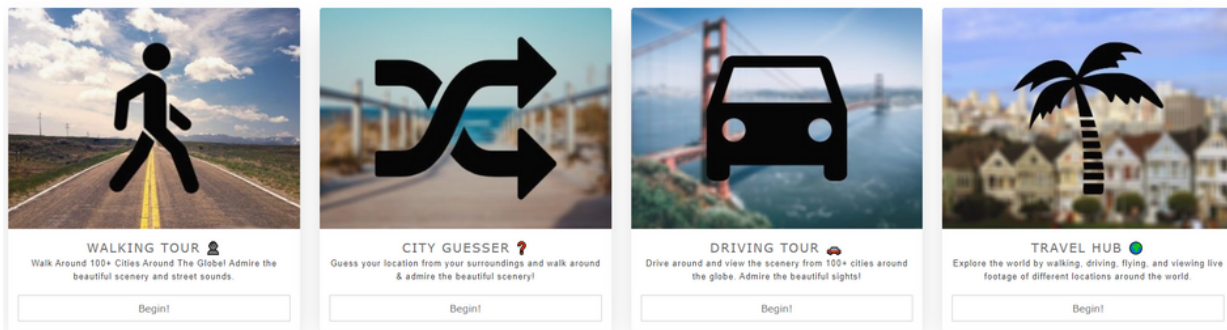 WALKING TOUR
Walk Around 100+ Cities Around The Globe! Admire the
beautiful scenery and street sounds.
Begin!
CITY GUESSER ❓
Guess your location from your surroundings and walk around
& admire the beautiful scenery!
Begin!
DRIVING TOUR 🚗
Drive around and view the scenery from 100+ cities around
the globe. Admire the beautiful sights!
Begin!
TRAVEL HUB 🌎
Explore the world by walking, driving, flying, and viewing live
footage of different locations around the world.
Begin!